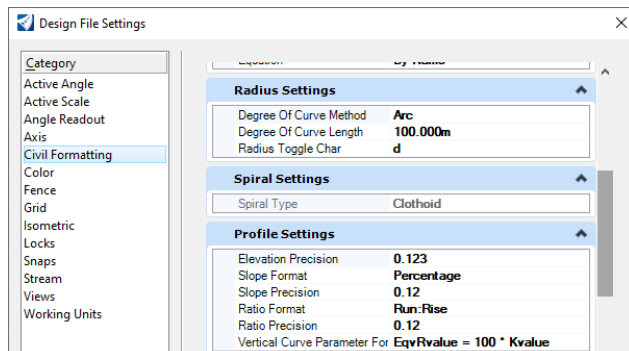 Design File Settings
Category
Active Angle
Active Scale
Angle Readout
Axis
Civil Formatting
Color
Fence
Grid
Isometric
Locks
Snaps
Stream
Views
Working Units
Equation By Name
Radius Settings
Degree Of Curve Method Arc
Degree Of Curve Length 100.000m
Radius Toggle Char d
Spiral Settings
Spiral Type Clothoid
Profile Settings
Elevation Precision 0.123
Slope Format Percentage
Slope Precision 0.12
Ratio Format Run:Rise
Ratio Precision 0.12
Vertical Curve Parameter For EqvRvalue = 100 * Kvalue